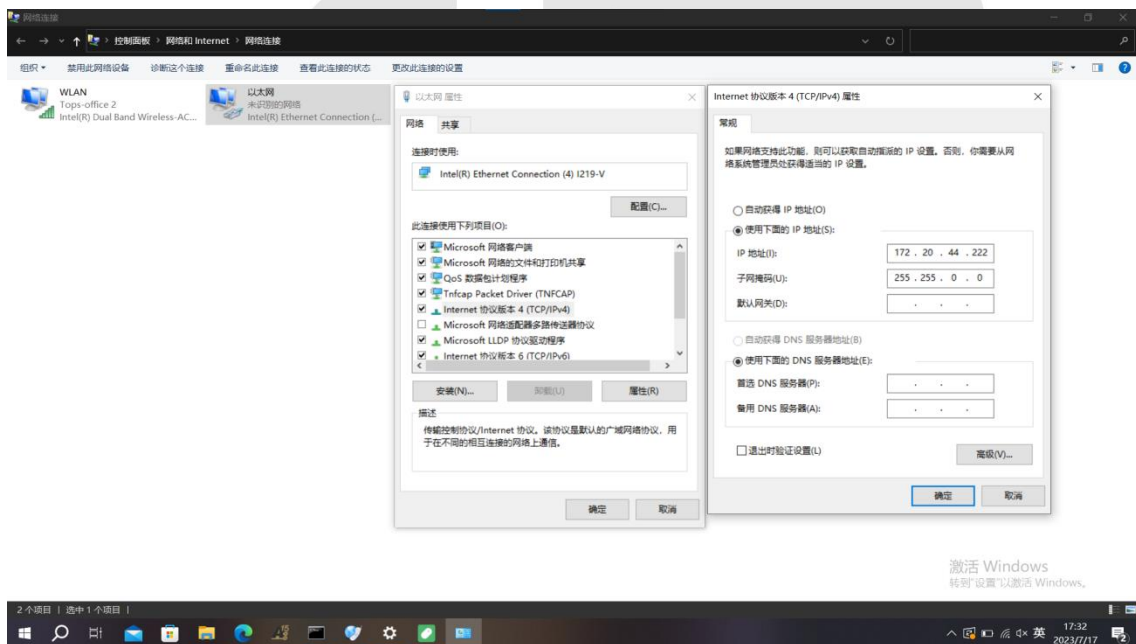 网络连接
控制面板 > 网络和 Internet > 网络连接
组织 禁用此网络设备 诊断这个连接 重命名此连接 查看此连接的状态 更改此连接的设置
WLAN
Tops-office 2
Intel(R) Dual Band Wireless-AC...
以太网
未识别的网络
Intel(R) Ethernet Connection (...
以太网 属性
网络 共享
连接时使用:
Intel(R) Ethernet Connection (4) I219-V
配置(C)...
此连接使用下列项目(O):
Microsoft 网络客户端
Microsoft 网络的文件和打印机共享
QoS 数据包计划程序
Tnfcap Packet Driver (TNFCAP)
Internet 协议版本 4 (TCP/IPv4)
Microsoft 网络适配器多路传送器协议
Microsoft LLDP 协议驱动程序
Internet 协议版本 6 (TCP/IPv6)
安装(N)... 卸载(U) 属性(R)
描述
传输控制协议/Internet 协议。该协议是默认的广域网络协议，用
于在不同的相互连接的网络上通信。
确定 取消
Internet 协议版本 4 (TCP/IPv4) 属性
常规
如果网络支持此功能，则可以获取自动指派的 IP 设置。否则，你需要从网
络系统管理员处获得适当的 IP 设置。
自动获得 IP 地址(O)
使用下面的 IP 地址(S):
IP 地址(I): 172 . 20 . 44 . 222
子网掩码(U): 255 . 255 . 0 . 0
默认网关(D): . . .
自动获得 DNS 服务器地址(B)
使用下面的 DNS 服务器地址(E):
首选 DNS 服务器(P): . . .
备用 DNS 服务器(A): . . .
退出时验证设置(L)
高级(V)...
确定 取消
激活 Windows
转到"设置"以激活 Windows。
2 个项目 | 选中 1 个项目 |
英
17:32
2023/7/17